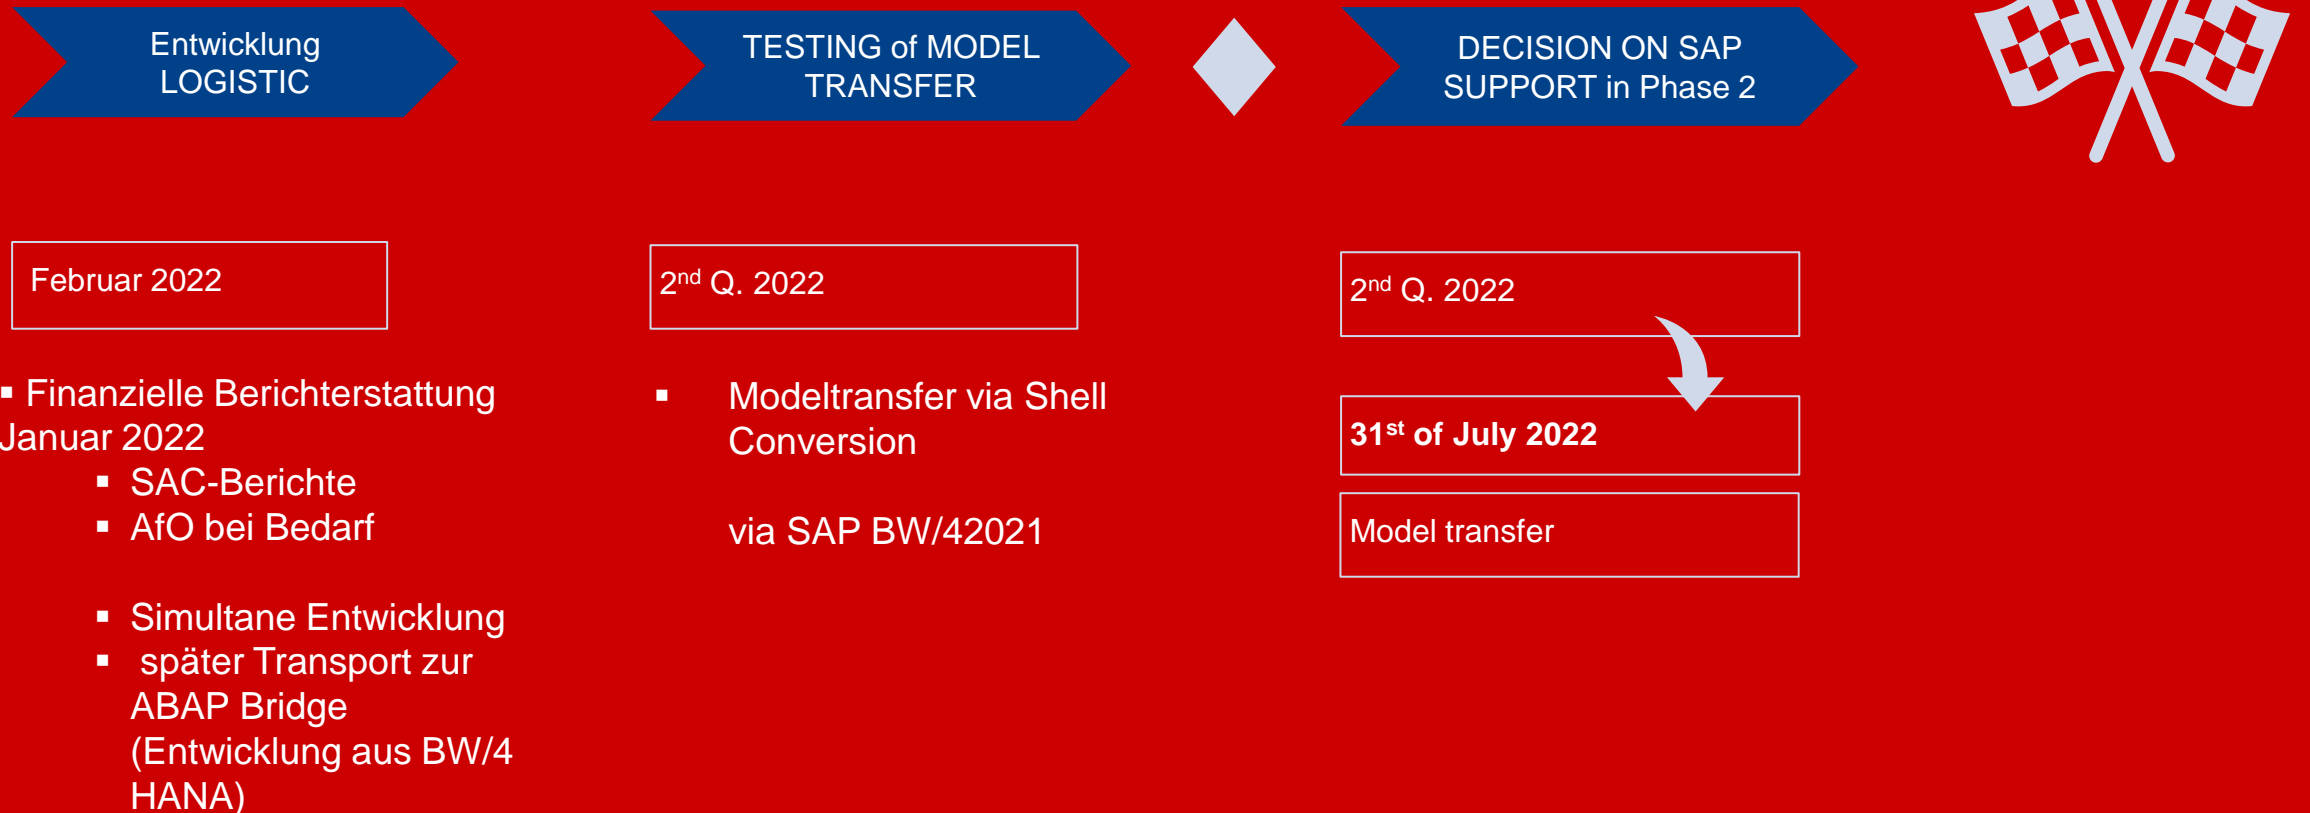 Entwicklung
LOGISTIC
TESTING of MODEL
TRANSFER
DECISION ON SAP
SUPPORT in Phase 2
Februar 2022
2nd Q. 2022
2nd Q. 2022
▪ Finanzielle Berichterstattung
Januar 2022
▪ SAC-Berichte
▪ AfO bei Bedarf
▪ Simultane Entwicklung
▪ später Transport zur
ABAP Bridge
(Entwicklung aus BW/4
HANA)
▪ Modeltransfer via Shell
Conversion
via SAP BW/42021
31st of July 2022
Model transfer